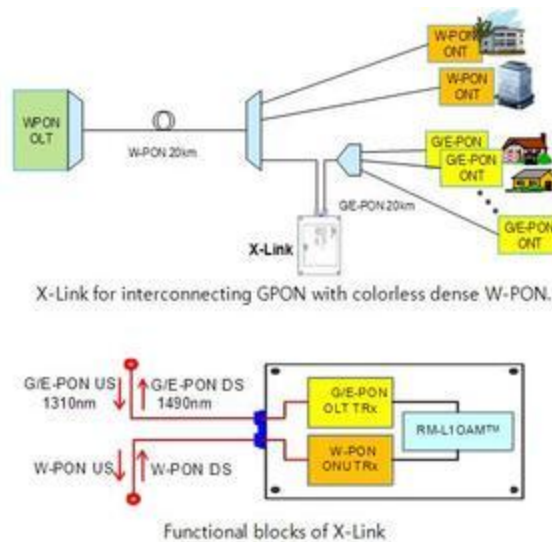 W-PON
ONT
W-PON
ONT
WPON
OLT
W-PON 20km
G/E-PON
G/E-PON
ONT
G/E-PON 20km
G/E-PON
ONT
X-Link
X-Link for interconnecting GPON with colorless dense W-PON.
G/E-PON US
1310nm
G/E-PON DS
1490nm
G/E-PON
OLT TRx
RM-L1OAM™
W-PON
ONU TRx
W-PON US
W-PON DS
Functional blocks of X-Link